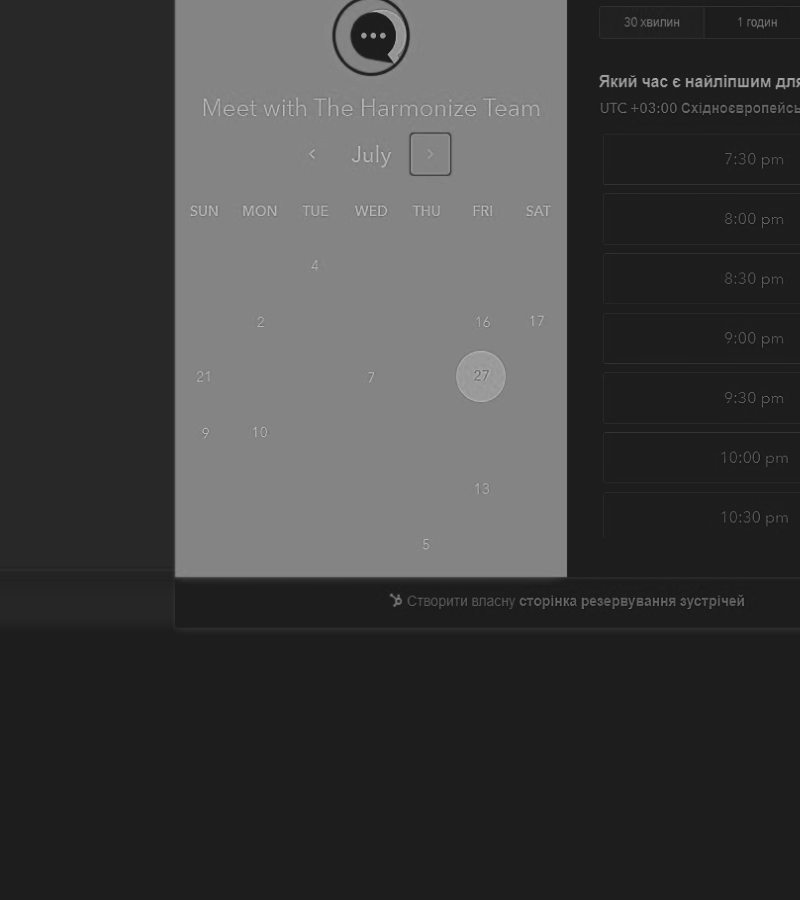 Meet with The Harmonize Team
July
SUN MON TUE WED THU FRI SAT
4
2 16 17
21 7 27
9 10
13
5
30 хвилин 1 годин
Який час є найліпшим для
UTC +03:00 Східноєвропейсь
7:30 pm
8:00 pm
8:30 pm
9:00 pm
9:30 pm
10:00 pm
10:30 pm
Створити власну сторінка резервування зустрічей